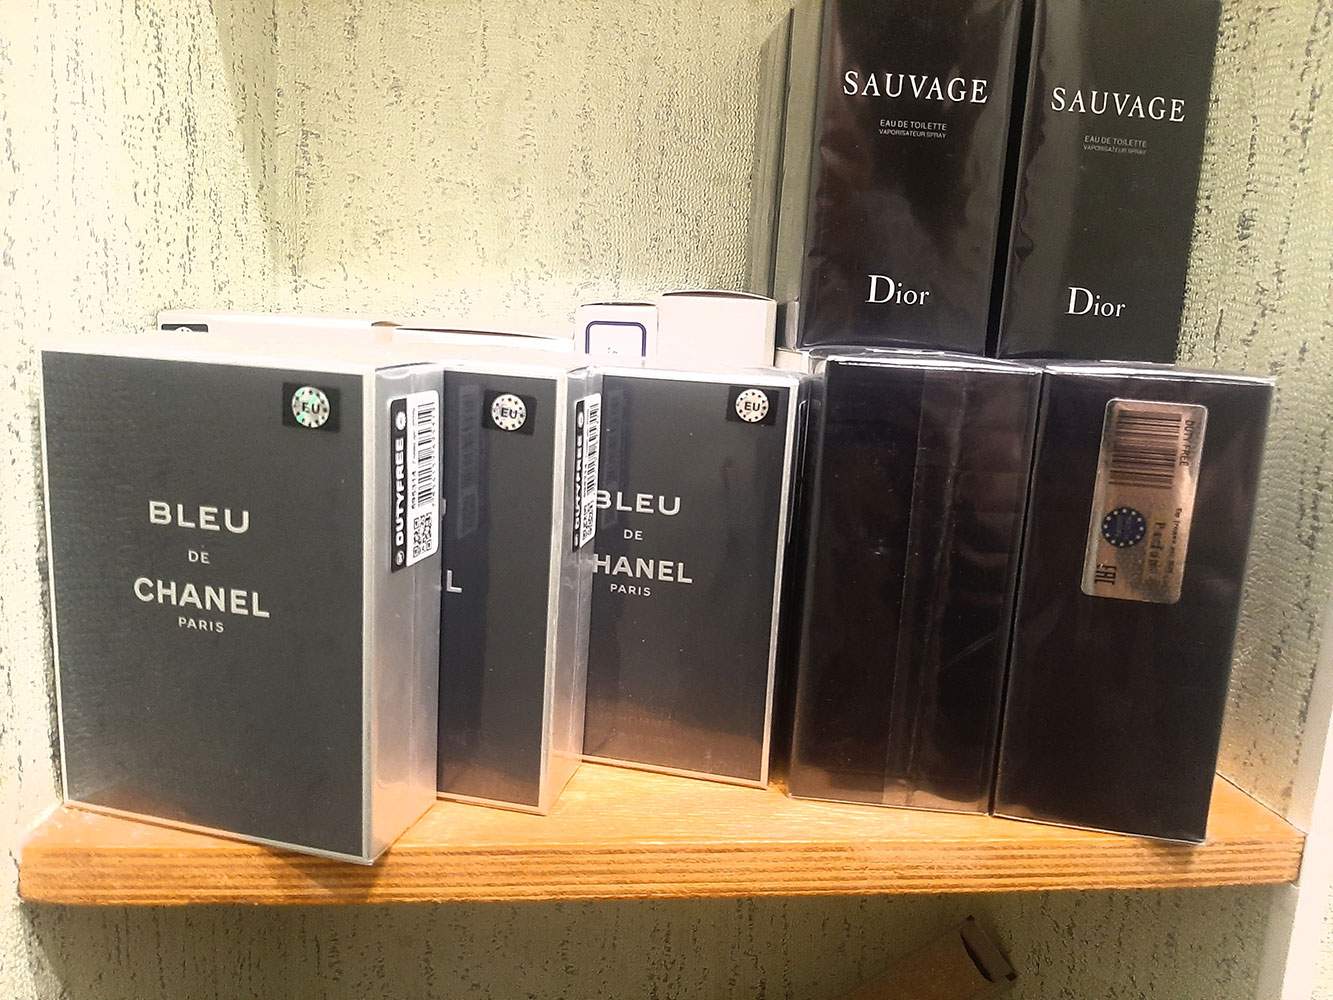 SAUVAGE
EAU DE TOILETTE
VAPORISATEUR SPRAY
Dior
SAUVAGE
EAU DE TOILETTE
VAPORISATEUR SPRAY
Dior
EU
BLEU
DE
CHANEL
PARIS
DUTYFREE
EU
L
DUTYFREE
EU
BLEU
DE
HANEL
PARIS
DUTY FREE
EAC